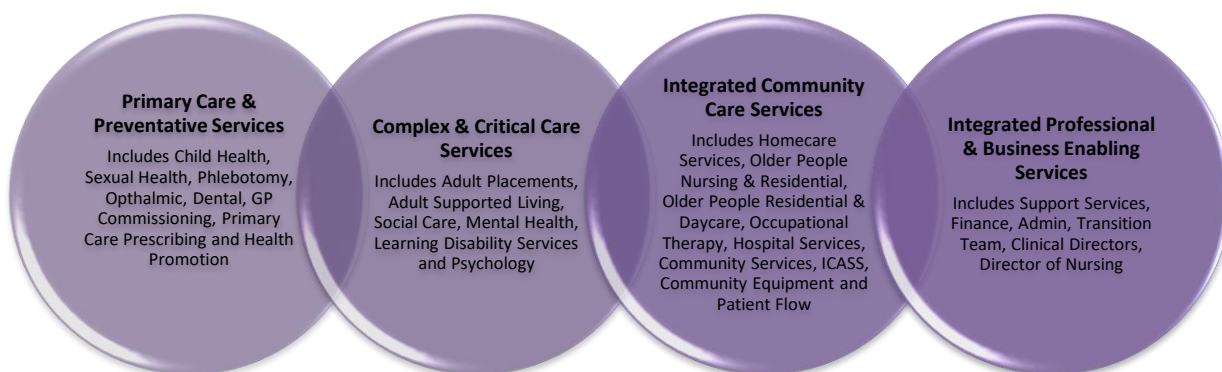 Primary Care &
Preventative Services
Includes Child Health,
Sexual Health, Phlebotomy,
Opthalmic, Dental, GP
Commissioning, Primary
Care Prescribing and Health
Promotion
Complex & Critical Care
Services
Includes Adult Placements,
Adult Supported Living,
Social Care, Mental Health,
Learning Disability Services
and Psychology
Integrated Community
Care Services
Includes Homecare
Services, Older People
Nursing & Residential,
Older People Residential &
Daycare, Occupational
Therapy, Hospital Services,
Community Services, ICASS,
Community Equipment and
Patient Flow
Integrated Professional
& Business Enabling
Services
Includes Support Services,
Finance, Admin, Transition
Team, Clinical Directors,
Director of Nursing